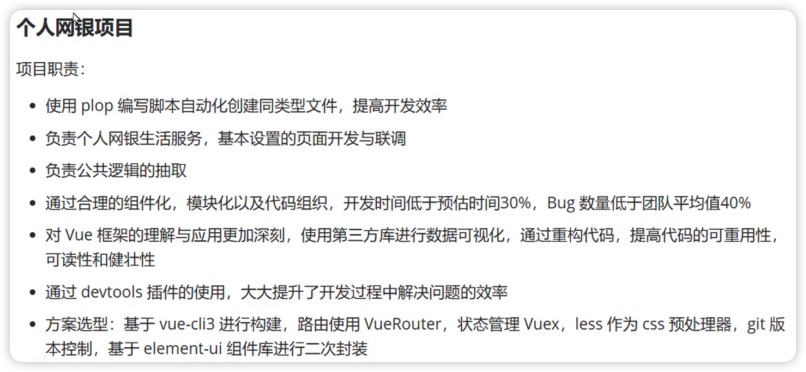 个人网银项目
项目职责：
• 使用 plop 编写脚本自动化创建同类型文件，提高开发效率
• 负责个人网银生活服务，基本设置的页面开发与联调
• 负责公共逻辑的抽取
• 通过合理的组件化，模块化以及代码组织，开发时间低于预估时间30%，Bug 数量低于团队平均值40%
• 对 Vue 框架的理解与应用更加深刻，使用第三方库进行数据可视化，通过重构代码，提高代码的可重用性，
可读性和健壮性
• 通过 devtools 插件的使用，大大提升了开发过程中解决问题的效率
• 方案选型：基于 vue-cli3 进行构建，路由使用 VueRouter，状态管理 Vuex，less 作为 css 预处理器，git 版
本控制，基于 element-ui 组件库进行二次封装